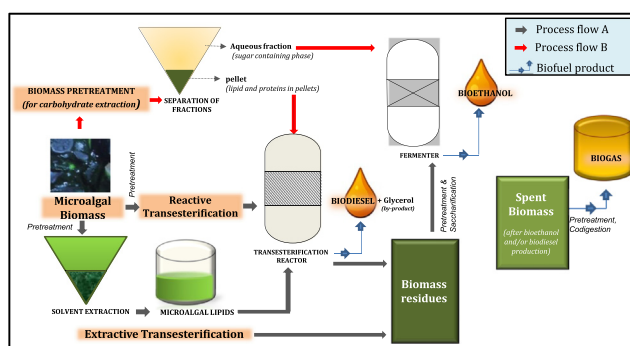 Process flow A
Process flow B
Biofuel product
Aqueous fraction
(sugar containing phase)
pellet
(lipid and proteins in pellets)
SEPARATION OF
FRACTIONS
BIOMASS PRETREATMENT
(for carbohydrate extraction)
BIOETHANOL
FERMENTER
BIOGAS
Microalgal
Biomass
Pretreatment
Reactive
Transesterification
Pretreatment
BIODIESEL
+ Glycerol
(by-product)
TRANSESTERIFICATION
REACTOR
Pretreatment &
Saccharification
Spent
Biomass
(after bioethanol
and/or biodiesel
production)
Pretreatment,
Codigestion
SOLVENT EXTRACTION
MICROALGAL LIPIDS
Biomass
residues
Extractive Transesterification